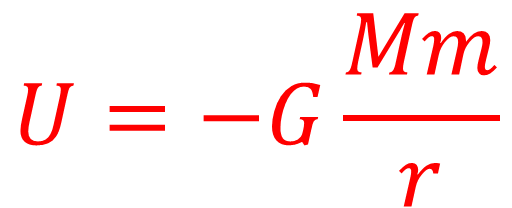 U = −G Mm/r